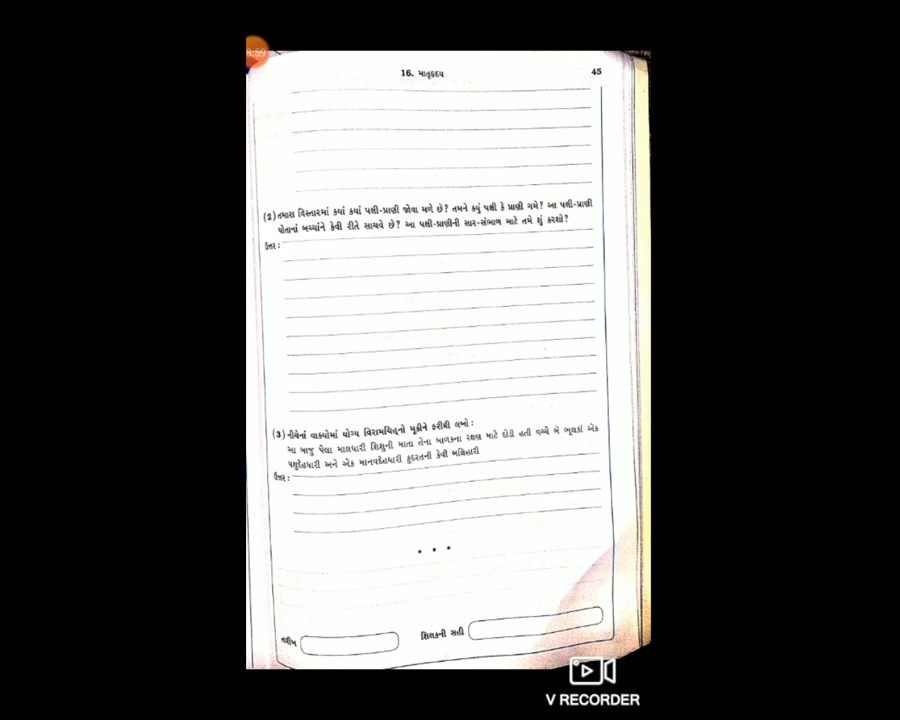 8:59
16. માતૃહૃદય 45
(2) તમારા વિસ્તારમાં કયાં કયાં પક્ષી-પ્રાણી જોવા મળે છે? તમને કયું પક્ષી કે પ્રાણી ગમે? આ પક્ષી-પ્રાણી
પોતાનાં બચ્ચાંને કેવી રીતે સાચવે છે? આ પક્ષી-પ્રાણીની સાર-સંભાળ માટે તમે શું કરશો?
ઉત્તર :
(3) નીચેનાં વાક્યોમાં યોગ્ય વિરામચિહ્નો મૂકીને ફરીથી લખો :
આ બાજુ પેલા માલધારી શિશુની માતા તેના બાળકના રક્ષણ માટે દોડી હતી વચ્ચે બે ભૂલકાં એક
પશુદેહધારી અને એક માનવદેહધારી કુદરતની કેવી બલિહારી
ઉત્તર :
• • •
તારીખ
શિક્ષકની સહી
V RECORDER